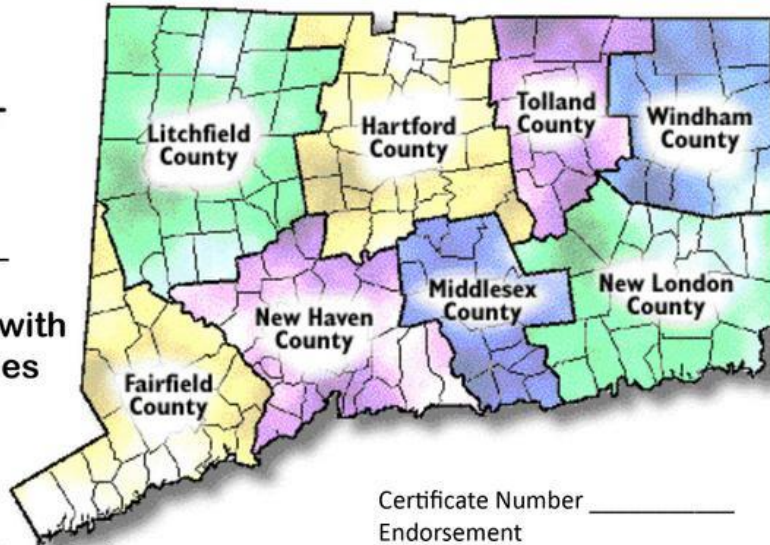 Litchfield
County
Hartford
County
Tolland
County
Windham
County
New Haven
County
Middlesex
County
New London
County
with
es
Fairfield
County
Certificate Number ____________
Endorsement